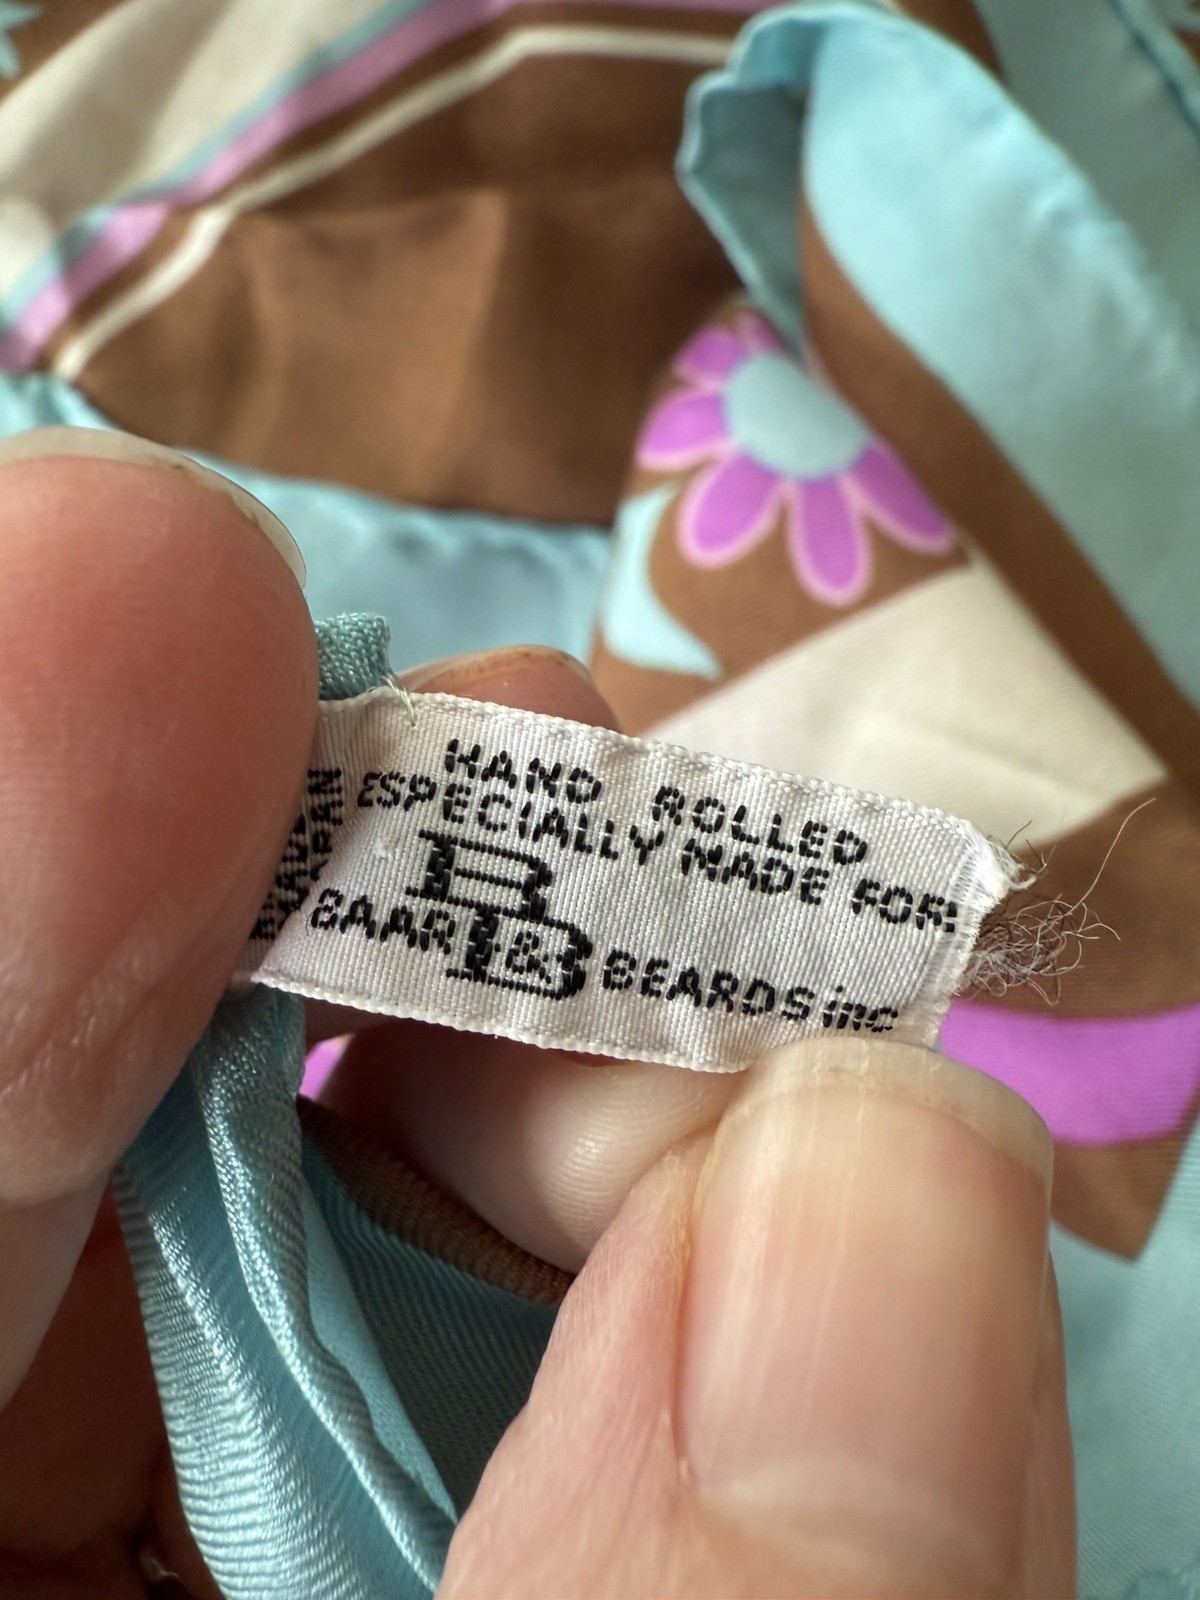 HAND ROLLED
ESPECIALLY MADE FOR:
B
BAAR & BEARDS inc
B